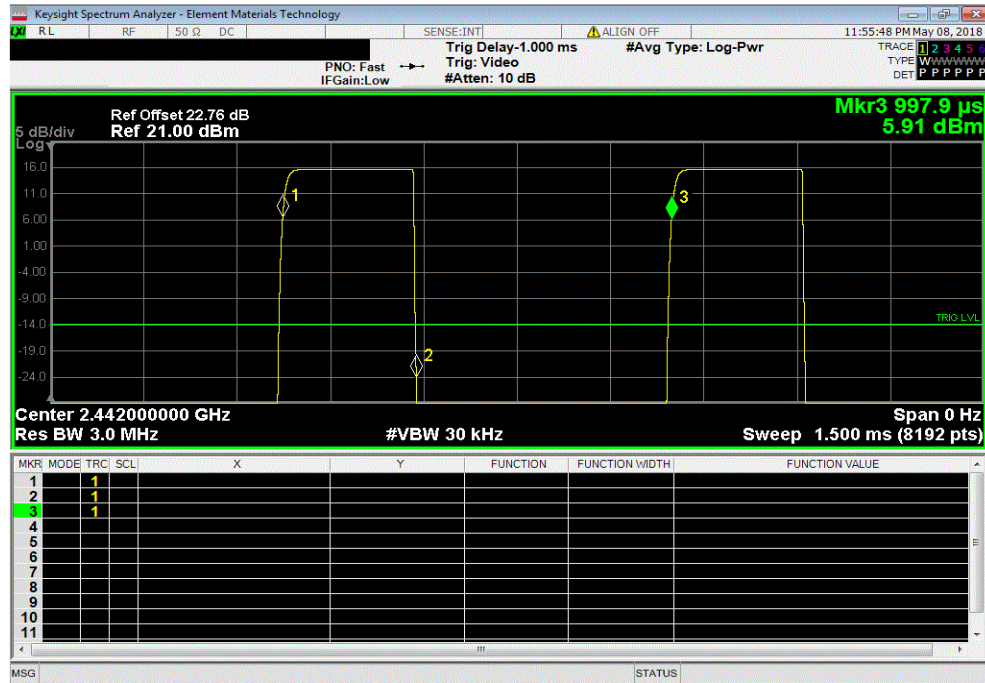 Keysight Spectrum Analyzer - Element Materials Technology
LXI RL RF 50 Ω DC SENSE:INT ALIGN OFF 11:55:48 PM May 08, 2018
Trig Delay-1.000 ms #Avg Type: Log-Pwr TRACE 1 2 3 4 5 6
PNO: Fast Trig: Video TYPE WWWWWW
IFGain:Low #Atten: 10 dB DET P P P P P P
Mkr3 997.9 µs
5.91 dBm
Ref Offset 22.76 dB
5 dB/div Ref 21.00 dBm
Log
16.0
11.0
6.00
1.00
-4.00
-9.00
-14.0
-19.0
-24.0
1
2
3
TRIG LVL
Center 2.442000000 GHz Span 0 Hz
Res BW 3.0 MHz #VBW 30 kHz Sweep 1.500 ms (8192 pts)
MKR MODE TRC SCL X Y FUNCTION FUNCTION WIDTH FUNCTION VALUE
1 1
2 1
3 1
4
5
6
7
8
9
10
11
MSG STATUS